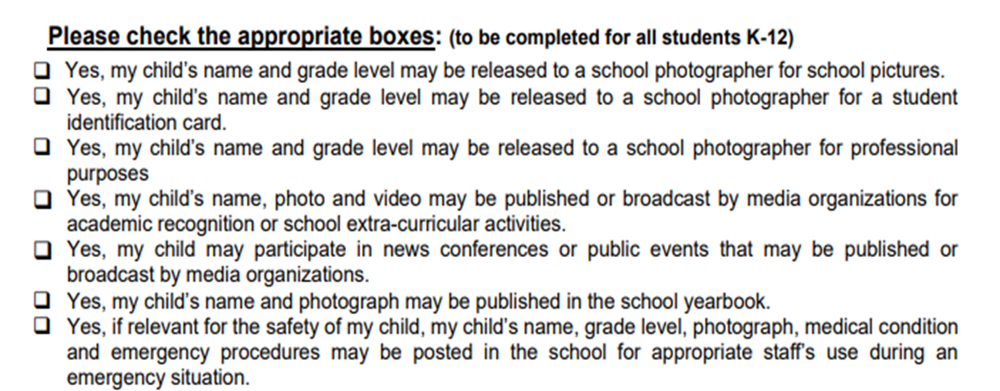 Please check the appropriate boxes: (to be completed for all students K-12)
❑ Yes, my child's name and grade level may be released to a school photographer for school pictures.
❑ Yes, my child's name and grade level may be released to a school photographer for a student
identification card.
❑ Yes, my child's name and grade level may be released to a school photographer for professional
purposes
❑ Yes, my child's name, photo and video may be published or broadcast by media organizations for
academic recognition or school extra-curricular activities.
❑ Yes, my child may participate in news conferences or public events that may be published or
broadcast by media organizations.
❑ Yes, my child's name and photograph may be published in the school yearbook.
❑ Yes, if relevant for the safety of my child, my child's name, grade level, photograph, medical condition
and emergency procedures may be posted in the school for appropriate staff's use during an
emergency situation.